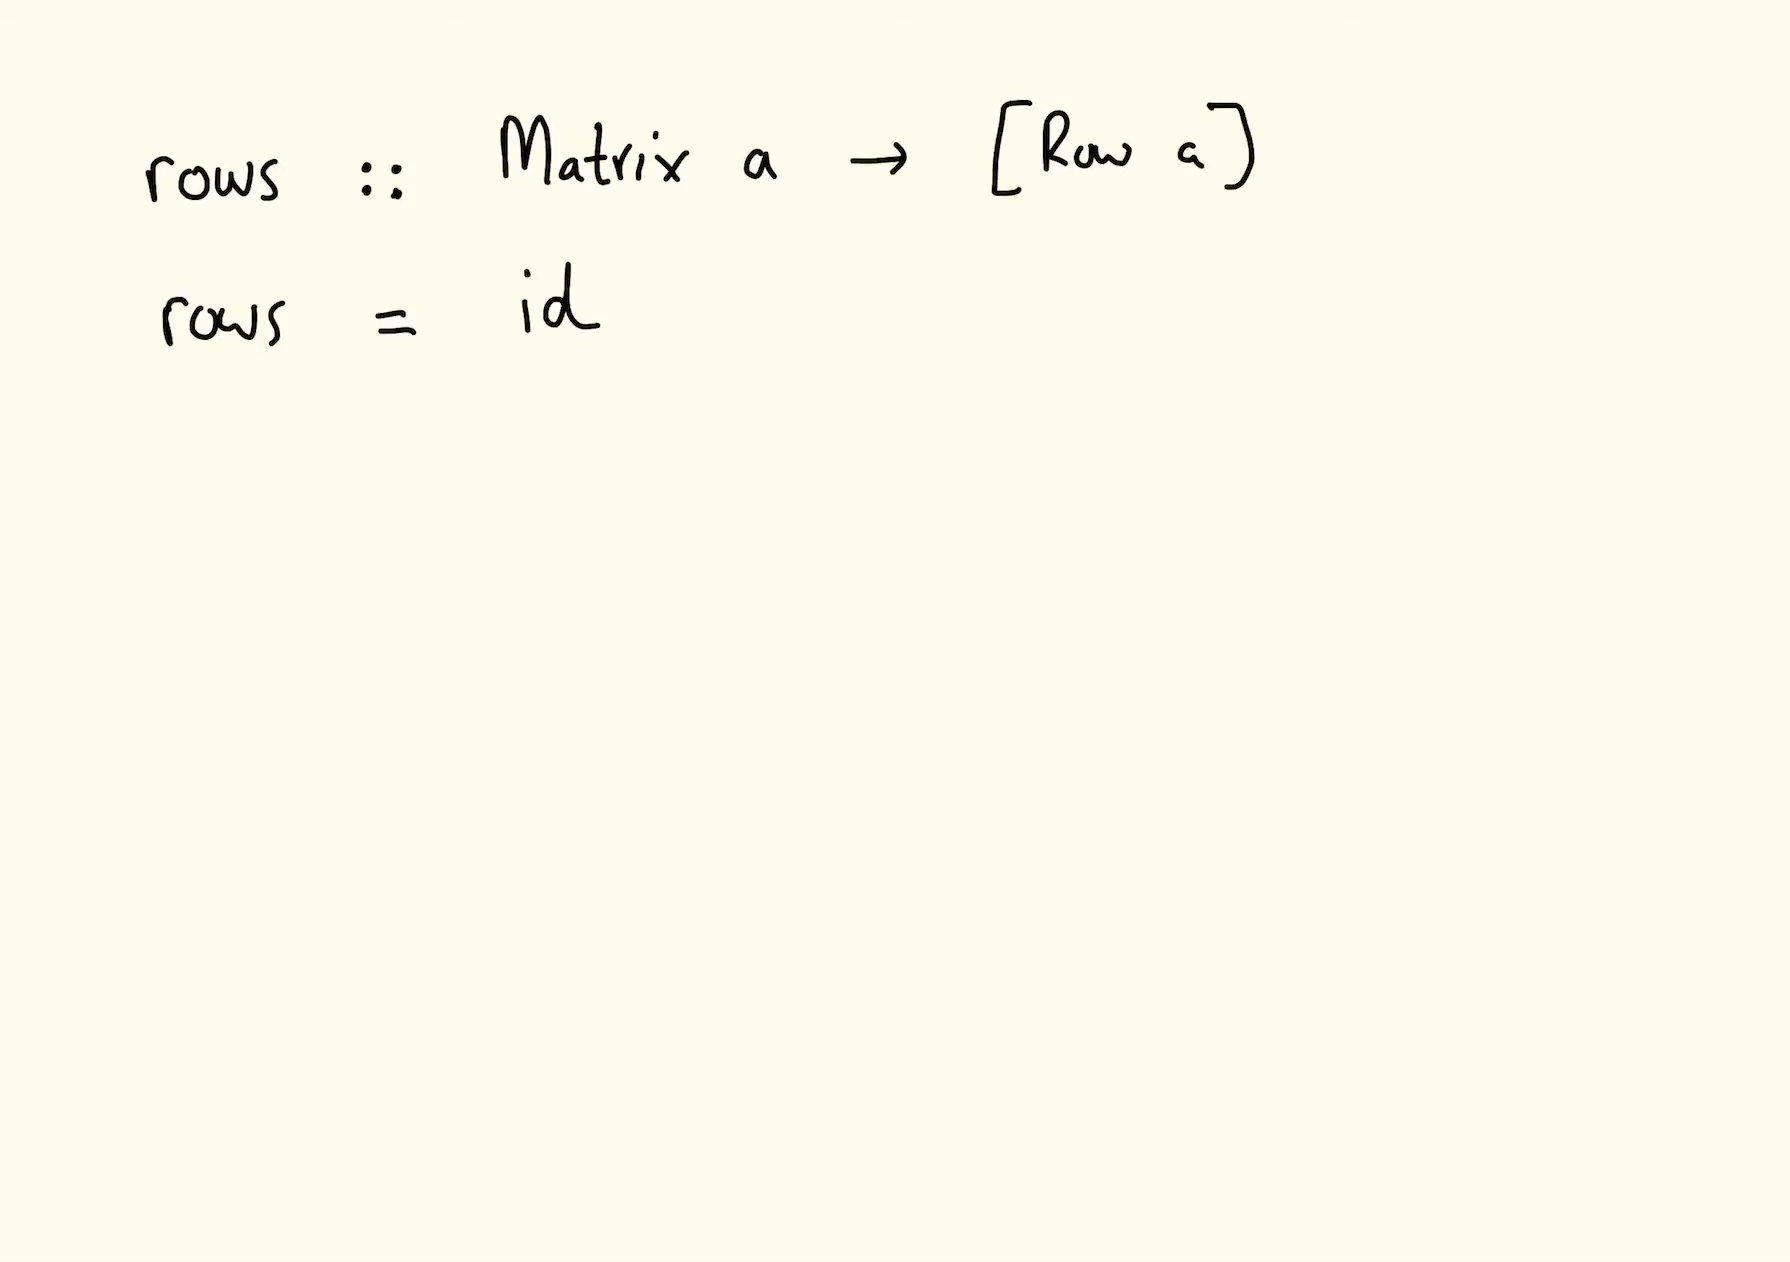 rows :: Matrix a → [Row a]
rows = id